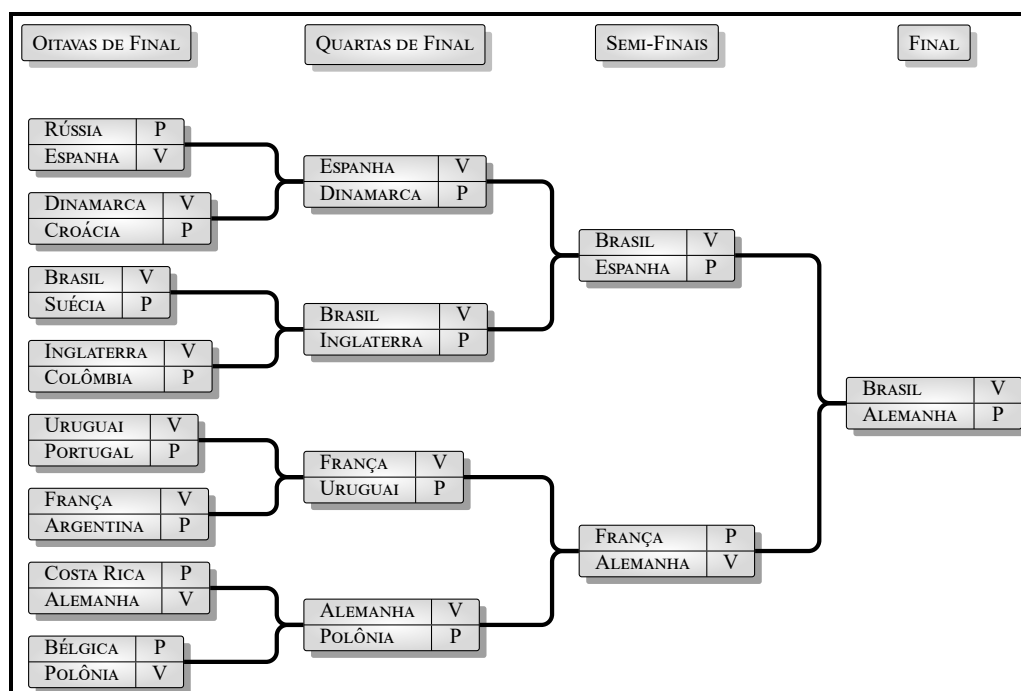 OITAVAS DE FINAL
QUARTAS DE FINAL
SEMI-FINAIS
FINAL
RÚSSIA P
ESPANHA V
DINAMARCA V
CROÁCIA P
BRASIL V
SUÉCIA P
INGLATERRA V
COLÔMBIA P
URUGUAI V
PORTUGAL P
FRANÇA V
ARGENTINA P
COSTA RICA P
ALEMANHA V
BÉLGICA P
POLÔNIA V
ESPANHA V
DINAMARCA P
BRASIL V
INGLATERRA P
FRANÇA V
URUGUAI P
ALEMANHA V
POLÔNIA P
BRASIL V
ESPANHA P
FRANÇA P
ALEMANHA V
BRASIL V
ALEMANHA P